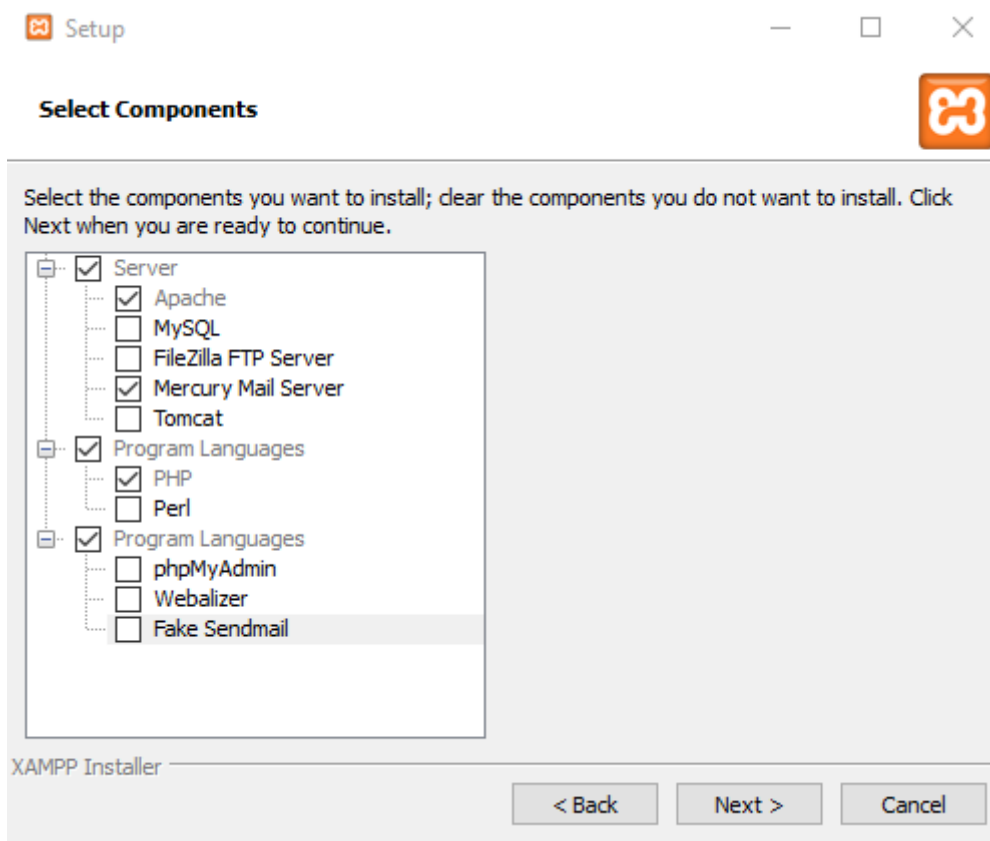 Setup
Select Components
Select the components you want to install; clear the components you do not want to install. Click
Next when you are ready to continue.
Server
Apache
MySQL
FileZilla FTP Server
Mercury Mail Server
Tomcat
Program Languages
PHP
Perl
Program Languages
phpMyAdmin
Webalizer
Fake Sendmail
XAMPP Installer
< Back
Next >
Cancel